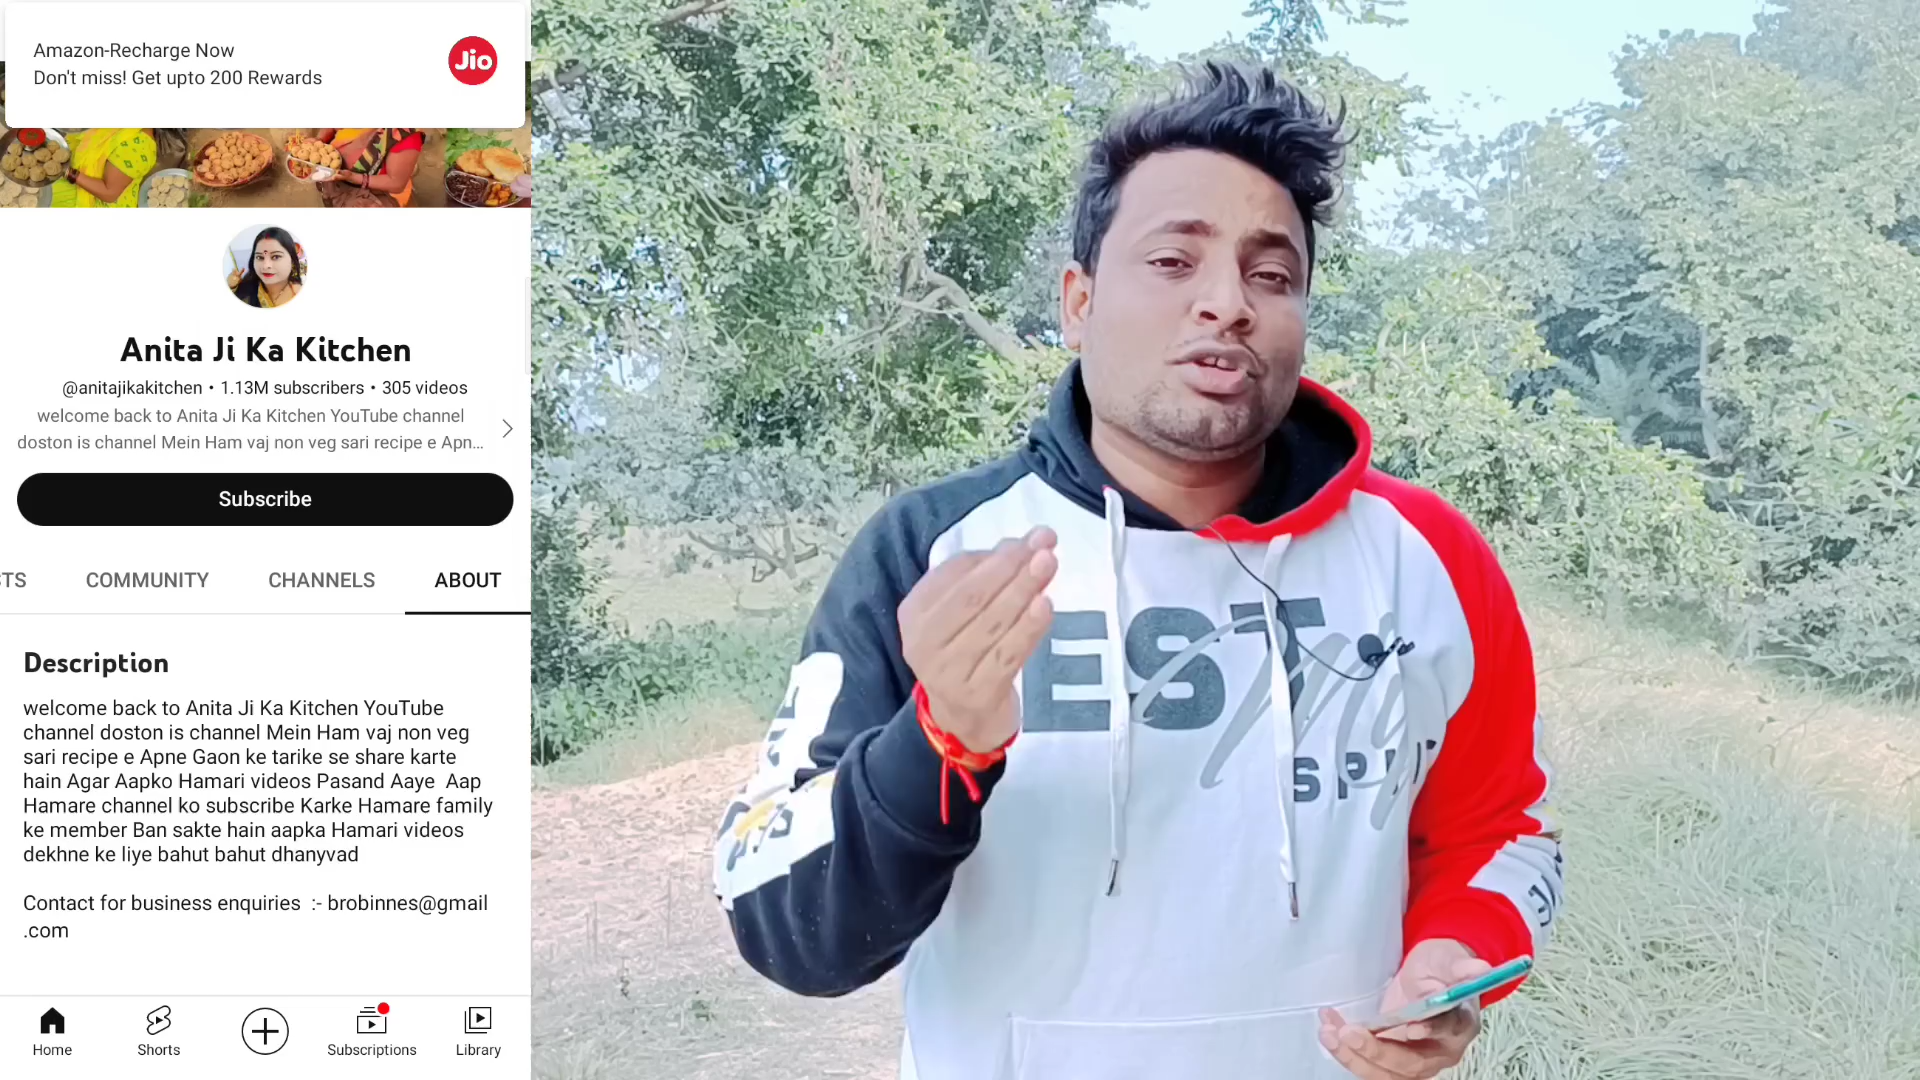 Amazon-Recharge Now
Don't miss! Get upto 200 Rewards
Jio
Anita Ji Ka Kitchen
@anitajikakitchen • 1.13M subscribers • 305 videos
welcome back to Anita Ji Ka Kitchen YouTube channel
doston is channel Mein Ham vaj non veg sari recipe e Apn...
Subscribe
TS COMMUNITY CHANNELS ABOUT
Description
welcome back to Anita Ji Ka Kitchen YouTube
channel doston is channel Mein Ham vaj non veg
sari recipe e Apne Gaon ke tarike se share karte
hain Agar Aapko Hamari videos Pasand Aaye Aap
Hamare channel ko subscribe Karke Hamare family
ke member Ban sakte hain aapka Hamari videos
dekhne ke liye bahut bahut dhanyvad
Contact for business enquiries :- brobinnes@gmail
.com
Home Shorts Subscriptions Library
EST
My
SP